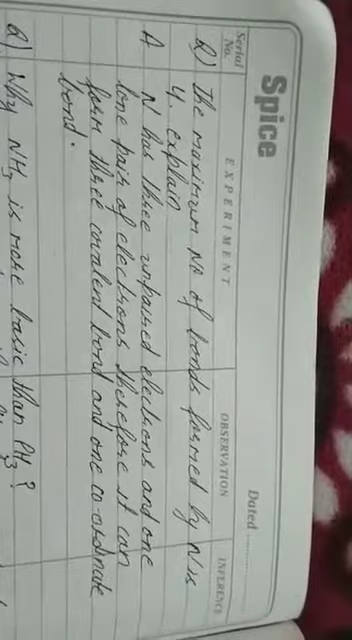 Spice
Dated ............
Serial No.
EXPERIMENT
OBSERVATION
INFERENCE
Q) The maximum No of bonds formed by N is
4. explain
A N has three unpaired electrons and one
lone pair of electrons therefore it can
form three covalent bond and one co-ordinate
bond.
Q) Why NH3 is more basic than PH3?